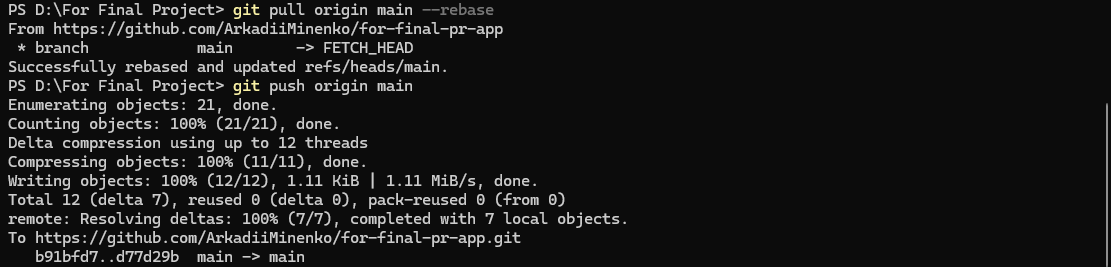 PS D:\For Final Project> git pull origin main --rebase
From https://github.com/ArkadiiMinenko/for-final-pr-app
 * branch            main       -> FETCH_HEAD
Successfully rebased and updated refs/heads/main.
PS D:\For Final Project> git push origin main
Enumerating objects: 21, done.
Counting objects: 100% (21/21), done.
Delta compression using up to 12 threads
Compressing objects: 100% (11/11), done.
Writing objects: 100% (12/12), 1.11 KiB | 1.11 MiB/s, done.
Total 12 (delta 7), reused 0 (delta 0), pack-reused 0 (from 0)
remote: Resolving deltas: 100% (7/7), completed with 7 local objects.
To https://github.com/ArkadiiMinenko/for-final-pr-app.git
   b91bfd7..d77d29b  main -> main